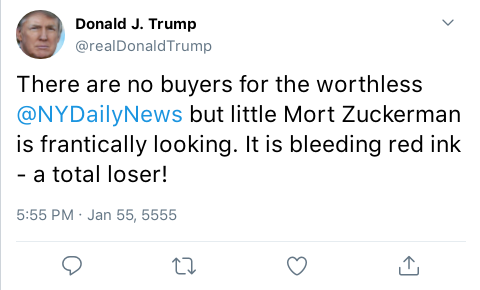 Donald J. Trump
@realDonaldTrump
There are no buyers for the worthless
@NYDailyNews but little Mort Zuckerman
is frantically looking. It is bleeding red ink
- a total loser!
5:55 PM · Jan 55, 5555